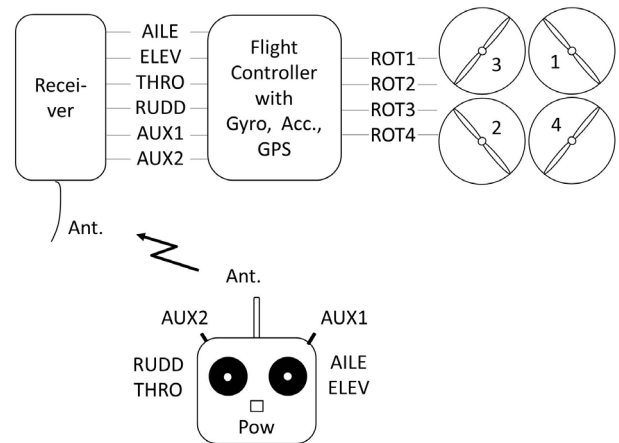 Recei-
ver
AILE
ELEV
THRO
RUDD
AUX1
AUX2
Flight
Controller
with
Gyro, Acc.,
GPS
ROT1
ROT2
ROT3
ROT4
3
1
2
4
Ant.
Ant.
AUX2
AUX1
RUDD
THRO
AILE
ELEV
Pow